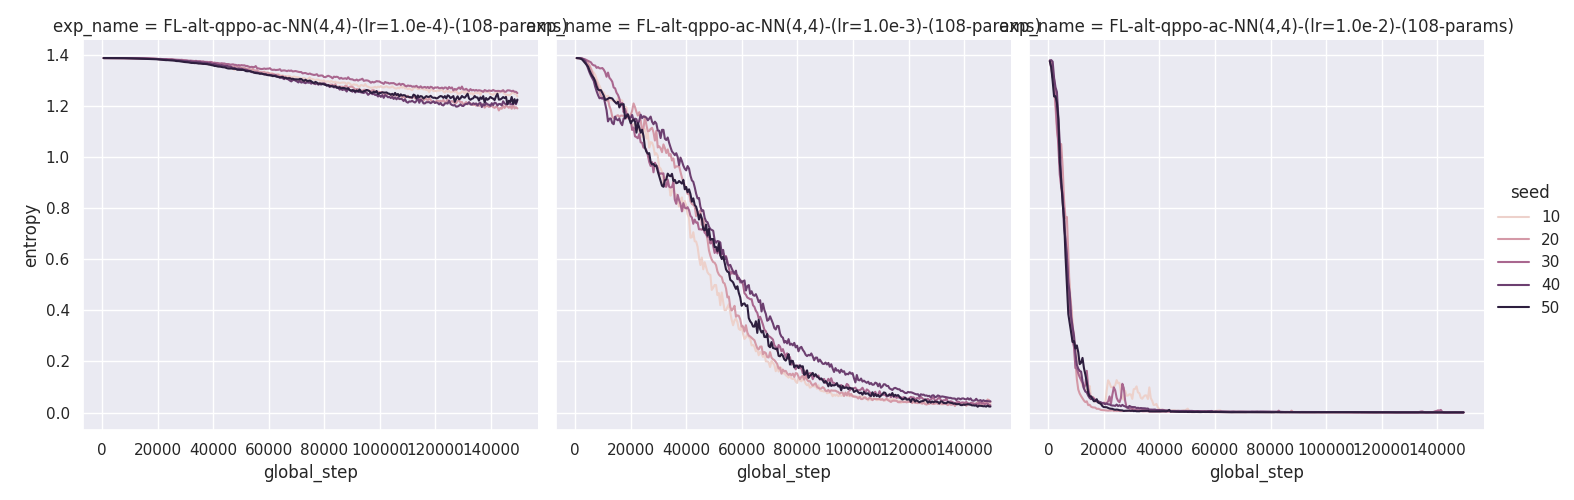 exp_name = FL-alt-qppo-ac-NN(4,4)-(lr=1.0e-4)-(108-params)
exp_name = FL-alt-qppo-ac-NN(4,4)-(lr=1.0e-3)-(108-params)
exp_name = FL-alt-qppo-ac-NN(4,4)-(lr=1.0e-2)-(108-params)
1.4
1.2
1.0
0.8
0.6
0.4
0.2
0.0
entropy
0 20000 40000 60000 80000 100000 120000 140000
0 20000 40000 60000 80000 100000 120000 140000
0 20000 40000 60000 80000 100000 120000 140000
global_step
global_step
global_step
seed
10
20
30
40
50